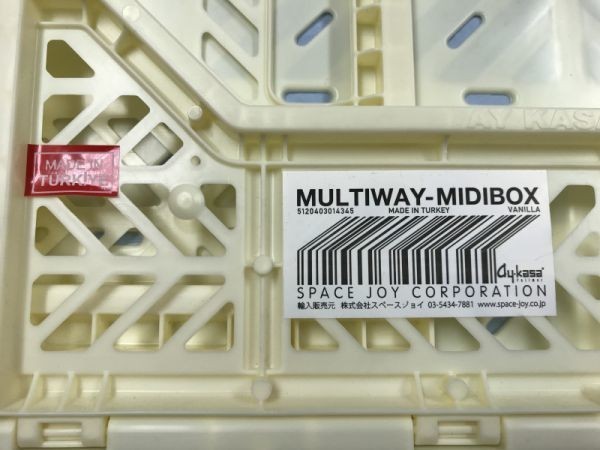 AY KASA
MADE IN
TÜRKİYE
MULTIWAY-MIDIBOX
5120403014345 MADE IN TURKEY VANILLA
Ay-kasa
SPACE JOY CORPORATION
輸入販売元 株式会社スペースジョイ 03-5434-7881 www.space-joy.co.jp